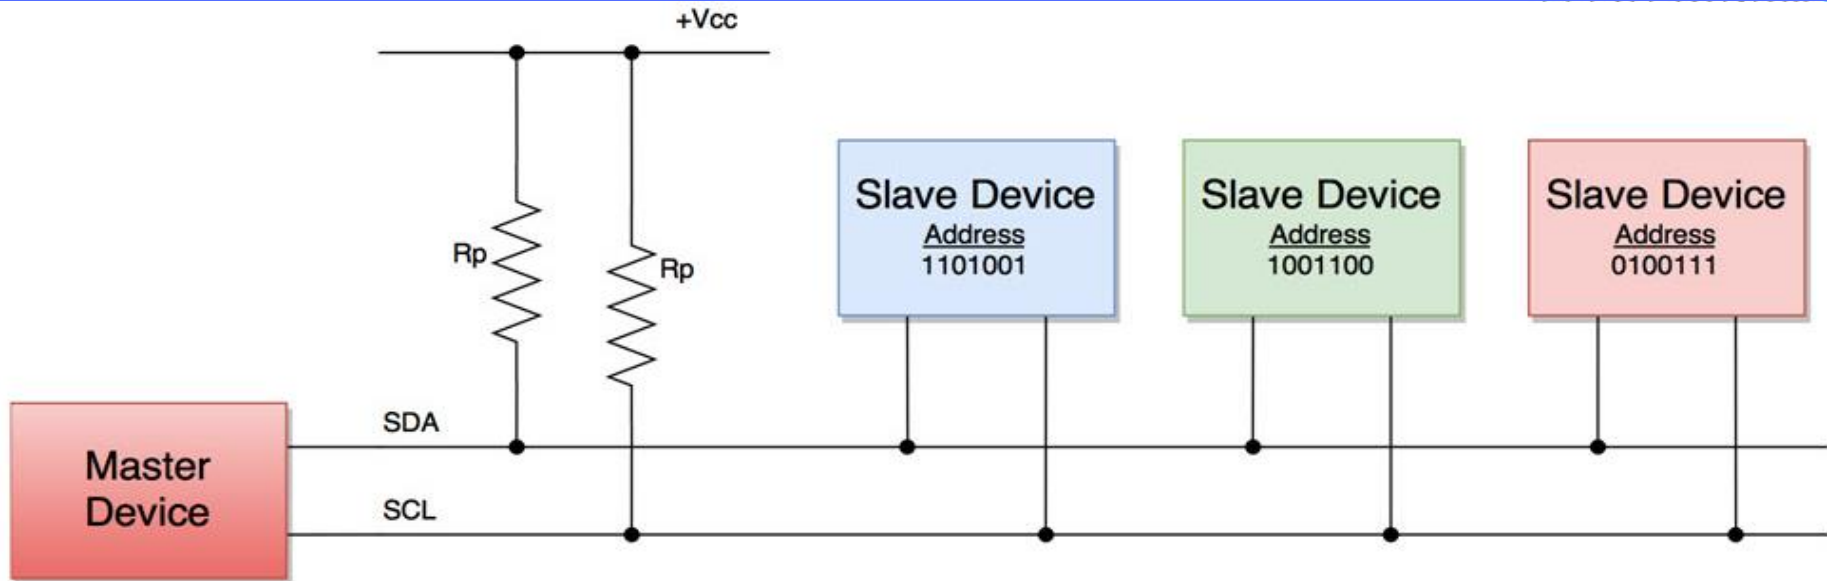 +Vcc
Rp
Rp
Slave Device
Address
1101001
Slave Device
Address
1001100
Slave Device
Address
0100111
SDA
SCL
Master
Device